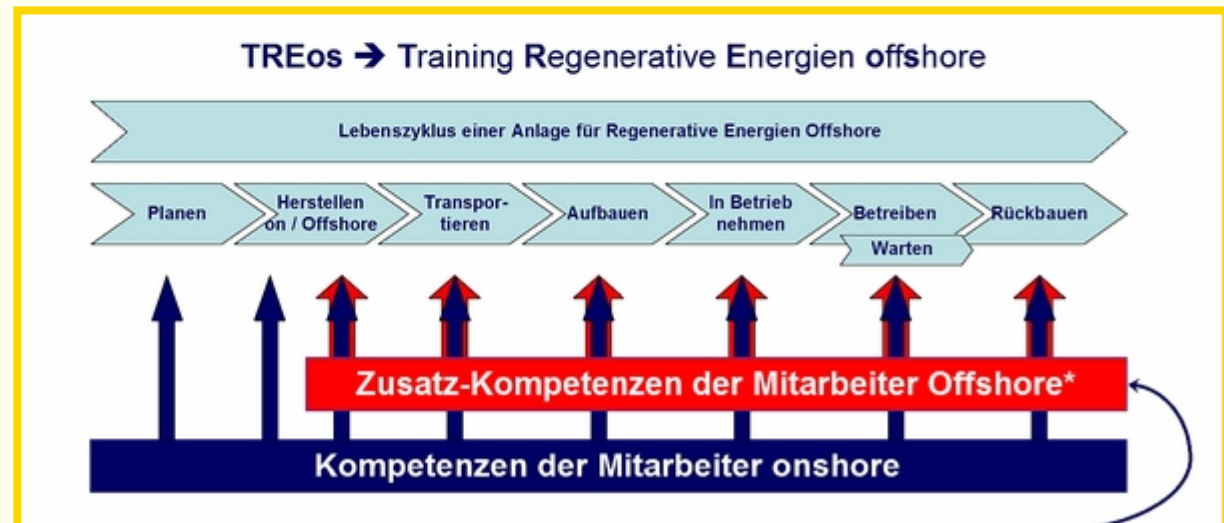 TREos ➔ Training Regenerative Energien offshore
Lebenszyklus einer Anlage für Regenerative Energien Offshore
Planen
Herstellen
on / Offshore
Transpor-
tieren
Aufbauen
In Betrieb
nehmen
Betreiben
Warten
Rückbauen
Zusatz-Kompetenzen der Mitarbeiter Offshore*
Kompetenzen der Mitarbeiter onshore